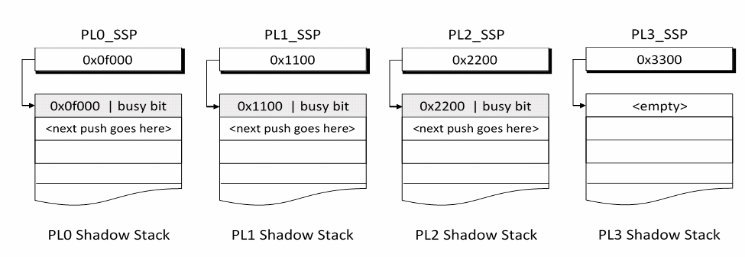 PL0_SSP
0x0f000
0x0f000 | busy bit
<next push goes here>
PL0 Shadow Stack
PL1_SSP
0x1100
0x1100 | busy bit
<next push goes here>
PL1 Shadow Stack
PL2_SSP
0x2200
0x2200 | busy bit
<next push goes here>
PL2 Shadow Stack
PL3_SSP
0x3300
<empty>
PL3 Shadow Stack